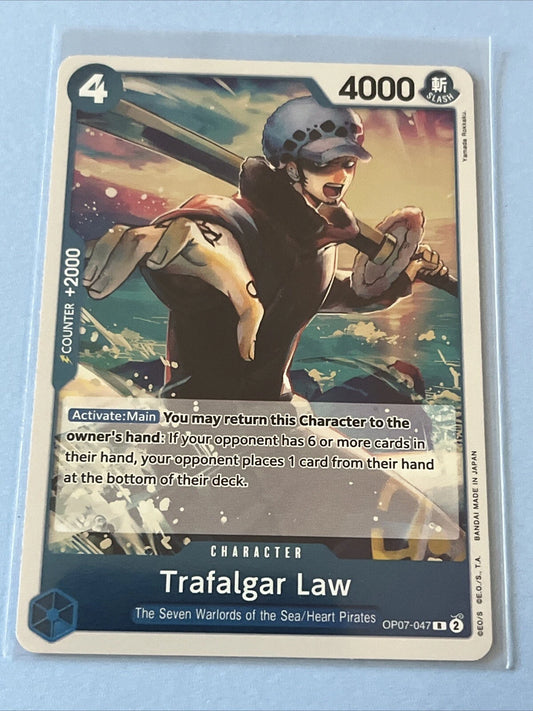 4
4000
斬
SLASH
Yamada Rokkaku.
COUNTER +2000
Activate:Main You may return this Character to the
owner's hand: If your opponent has 6 or more cards in
their hand, your opponent places 1 card from their hand
at the bottom of their deck.
CHARACTER
Trafalgar Law
The Seven Warlords of the Sea/Heart Pirates
OP07-047 R 2
©EO/S ©E.O./S., T.A. BANDAI MADE IN JAPAN